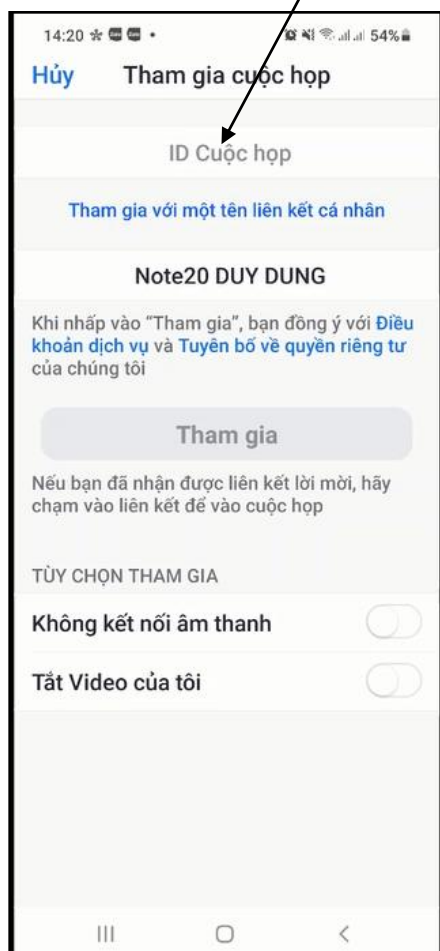 14:20
54%
Hủy Tham gia cuộc họp
ID Cuộc họp
Tham gia với một tên liên kết cá nhân
Note20 DUY DUNG
Khi nhấp vào "Tham gia", bạn đồng ý với Điều
khoản dịch vụ và Tuyên bố về quyền riêng tư
của chúng tôi
Tham gia
Nếu bạn đã nhận được liên kết lời mời, hãy
chạm vào liên kết để vào cuộc họp
TÙY CHỌN THAM GIA
Không kết nối âm thanh
Tắt Video của tôi